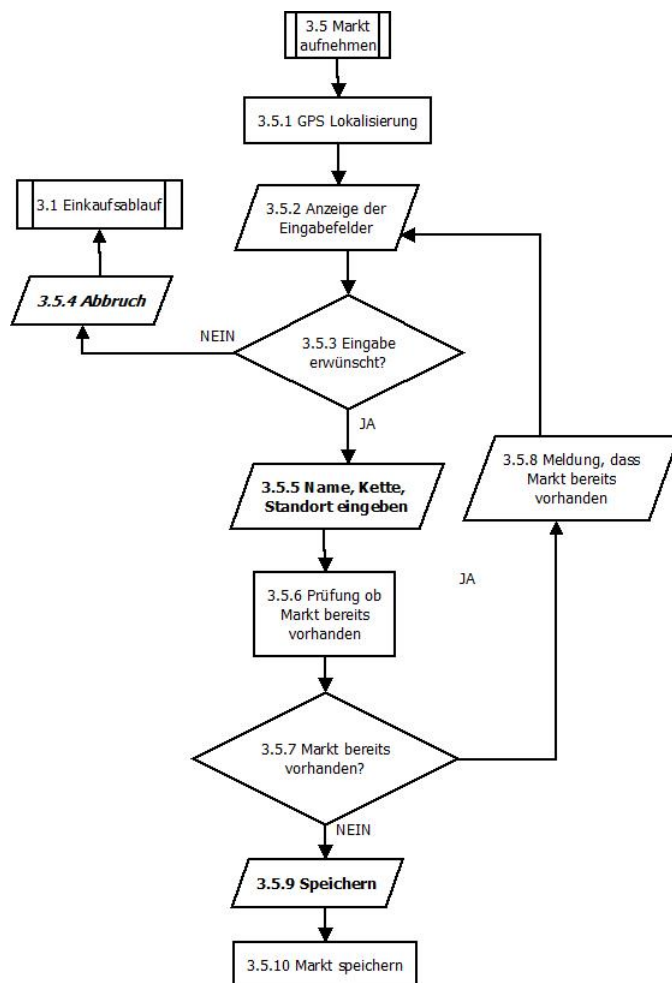 3.5 Markt
aufnehmen
3.5.1 GPS Lokalisierung
3.1 Einkaufsablauf
3.5.2 Anzeige der
Eingabefelder
3.5.4 Abbruch
NEIN
3.5.3 Eingabe
erwünscht?
JA
3.5.8 Meldung, dass
Markt bereits
vorhanden
3.5.5 Name, Kette,
Standort eingeben
JA
3.5.6 Prüfung ob
Markt bereits
vorhanden
3.5.7 Markt bereits
vorhanden?
NEIN
3.5.9 Speichern
3.5.10 Markt speichern